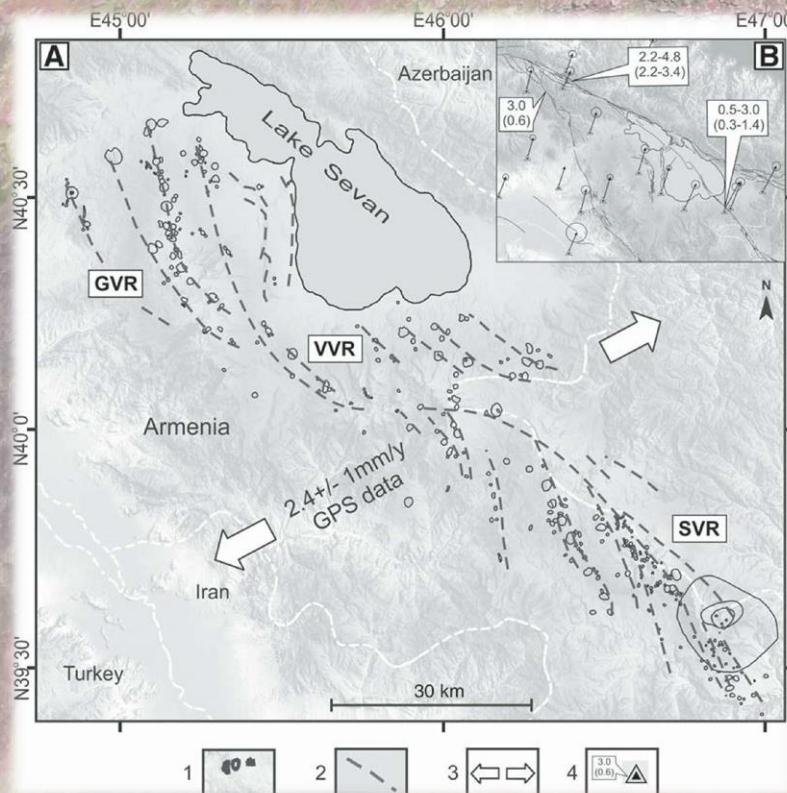 E45°00'
E46°00'
E47°00'
A
B
Azerbaijan
2.2-4.8
(2.2-3.4)
3.0
(0.6)
0.5-3.0
(0.3-1.4)
Lake Sevan
N40°30'
GVR
N
VVR
Armenia
N40°0'
2.4+/- 1mm/y
GPS data
SVR
Iran
Turkey
N39°30'
30 km
1
2
3
4
3.0
(0.6)